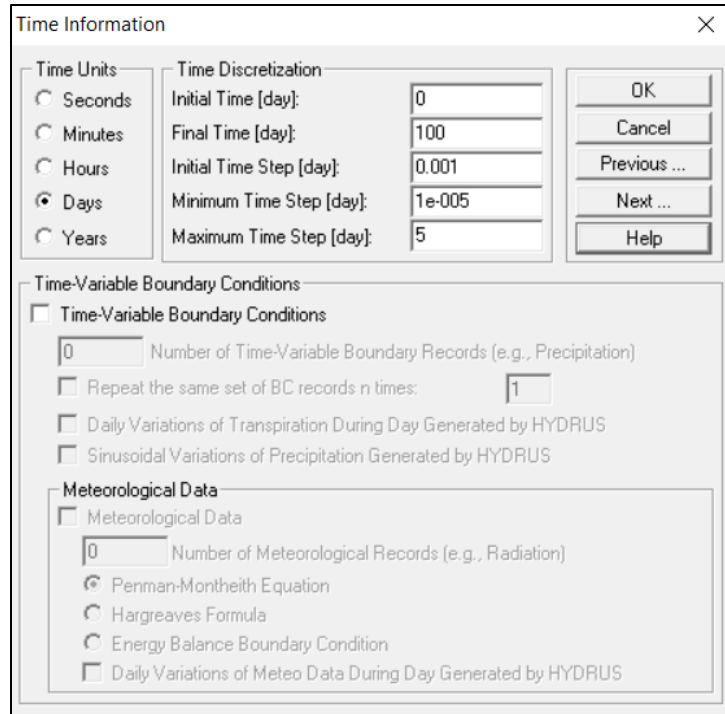 Time Information
Time Units
Seconds
Minutes
Hours
Days
Years
Time Discretization
Initial Time [day]: 0
Final Time [day]: 100
Initial Time Step [day]: 0.001
Minimum Time Step [day]: 1e-005
Maximum Time Step [day]: 5
OK
Cancel
Previous ...
Next ...
Help
Time-Variable Boundary Conditions
Time-Variable Boundary Conditions
0 Number of Time-Variable Boundary Records (e.g., Precipitation)
Repeat the same set of BC records n times: 1
Daily Variations of Transpiration During Day Generated by HYDRUS
Sinusoidal Variations of Precipitation Generated by HYDRUS
Meteorological Data
Meteorological Data
0 Number of Meteorological Records (e.g., Radiation)
Penman-Montheith Equation
Hargreaves Formula
Energy Balance Boundary Condition
Daily Variations of Meteo Data During Day Generated by HYDRUS